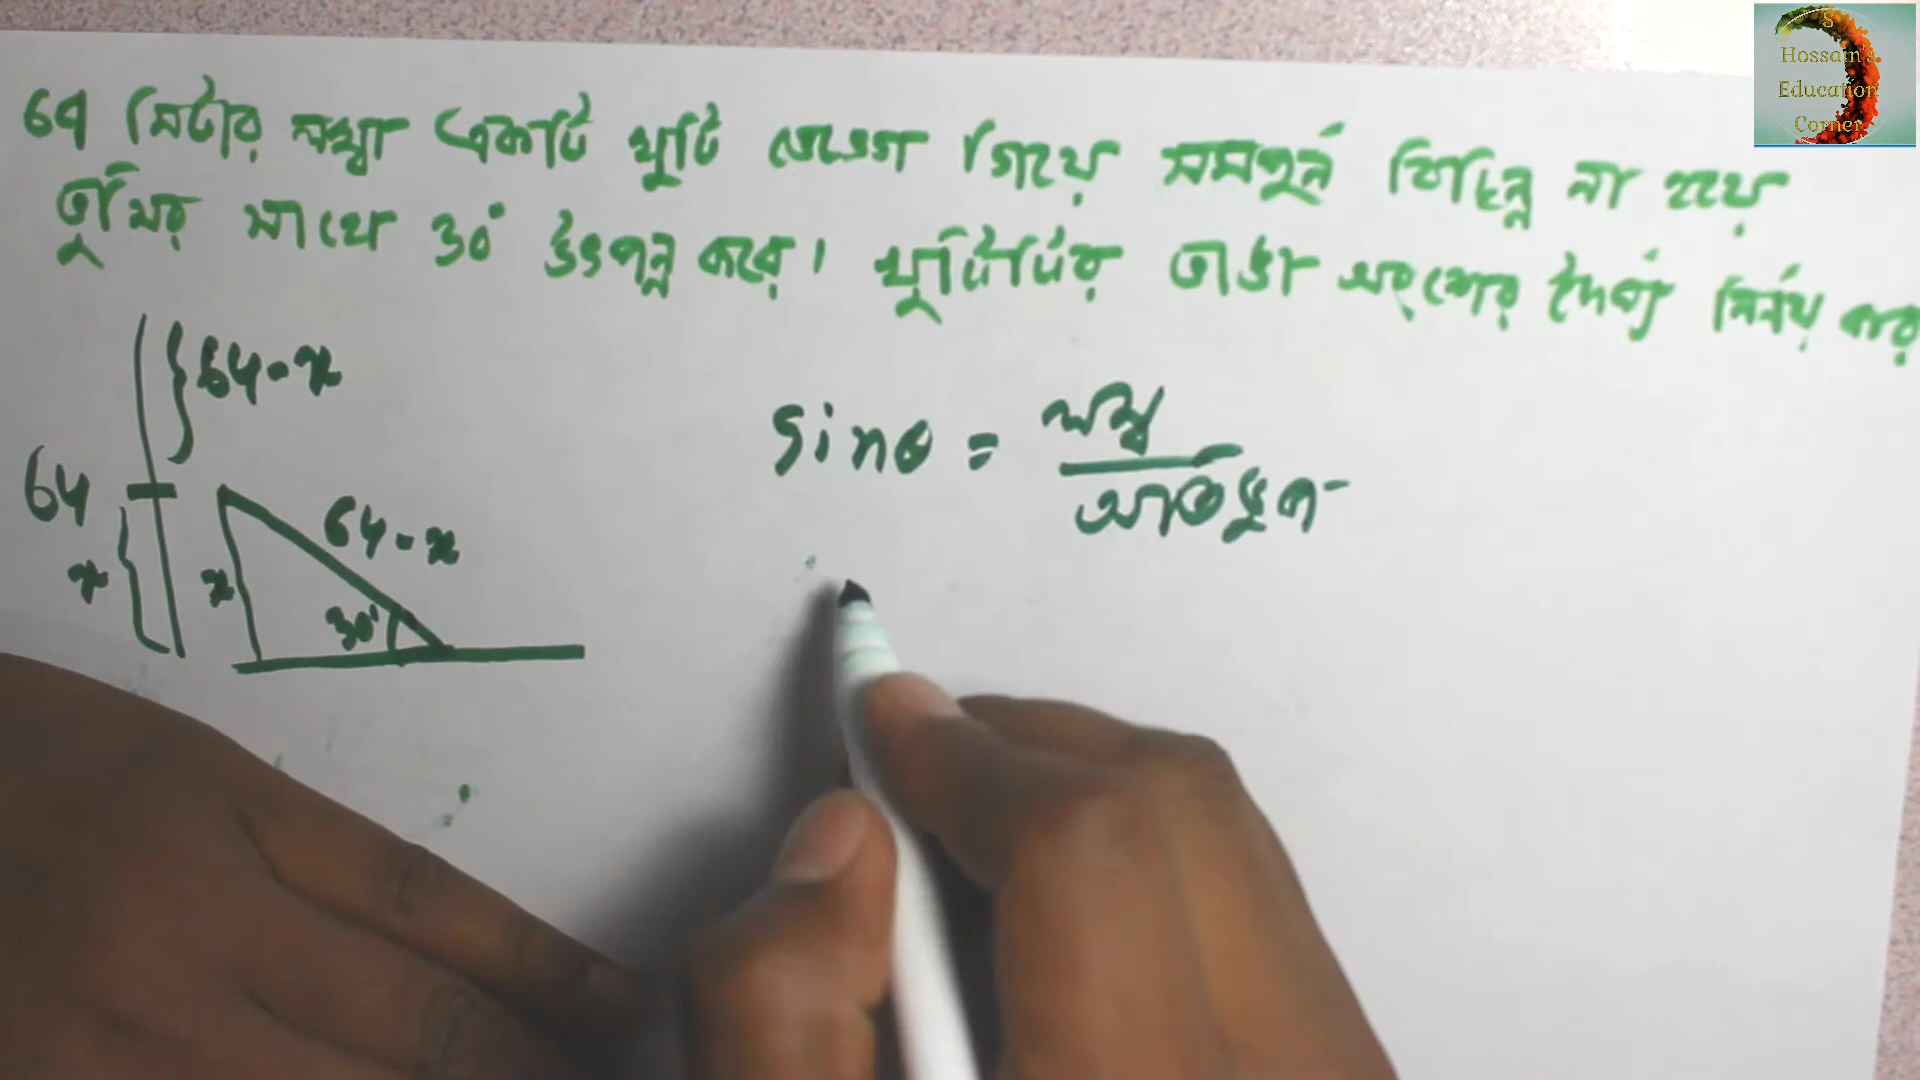 64 মিটার লম্বা একটি খুটি ভেঙে গিয়ে সম্পূর্ন বিছিন্ন না হয়ে
ভুমির সাথে 30° উৎপন্ন করে। খুটিটির ভাঙা অংশের দৈর্ঘ্য নির্নয় কর
64-x
64
x
x
64-x
30°
sinθ = লম্ব
অতিভুজ
S
Hossain's
Education
Corner